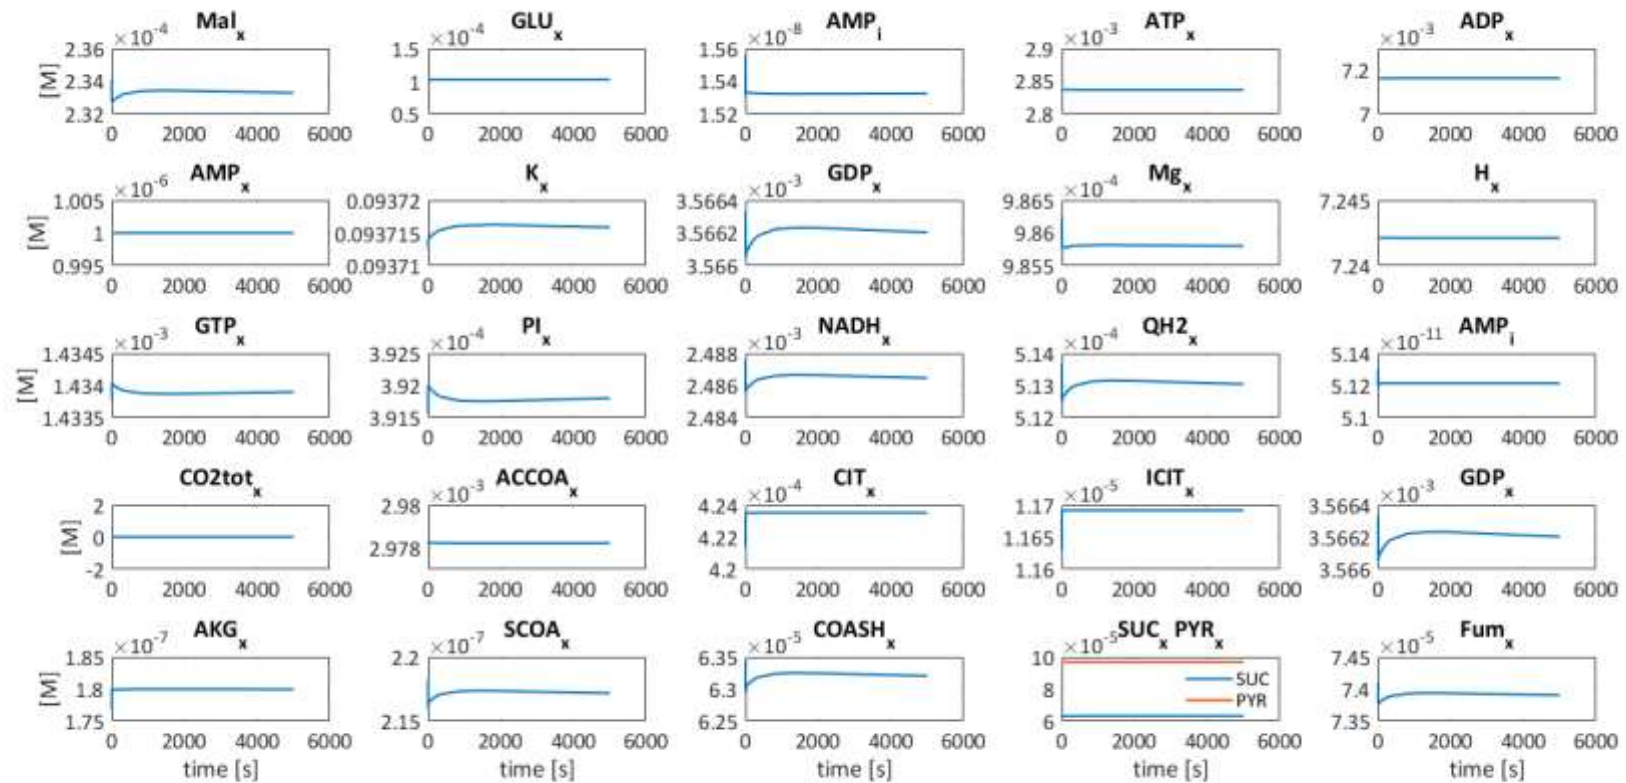 Mal_x GLU_x AMP_i ATP_x ADP_x
×10^-4 ×10^-4 ×10^-8 ×10^-3 ×10^-3
2.36 1.5 1.56 2.9 7.2
2.34 1 1.54 2.85 7
2.32 0.5 1.52 2.8
[M]
0 2000 4000 6000 0 2000 4000 6000 0 2000 4000 6000 0 2000 4000 6000 0 2000 4000 6000
AMP_x K_x GDP_x Mg_x H_x
×10^-6 ×10^-3 ×10^-4
1.005 0.09372 3.5664 9.865 7.245
1 0.093715 3.5662 9.86
0.995 0.09371 3.566 9.855 7.24
[M]
0 2000 4000 6000 0 2000 4000 6000 0 2000 4000 6000 0 2000 4000 6000 0 2000 4000 6000
GTP_x PI_x NADH_x QH2_x AMP_i
×10^-3 ×10^-4 ×10^-3 ×10^-4 ×10^-11
1.4345 3.925 2.488 5.14 5.14
1.434 3.92 2.486 5.13 5.12
1.4335 3.915 2.484 5.12 5.1
[M]
0 2000 4000 6000 0 2000 4000 6000 0 2000 4000 6000 0 2000 4000 6000 0 2000 4000 6000
CO2tot_x ACCOA_x CIT_x ICIT_x GDP_x
×10^-3 ×10^-4 ×10^-5 ×10^-3
2 2.98 4.24 1.17 3.5664
0 2.978 4.22 1.165 3.5662
-2 4.2 1.16 3.566
[M]
0 2000 4000 6000 0 2000 4000 6000 0 2000 4000 6000 0 2000 4000 6000 0 2000 4000 6000
AKG_x SCOA_x COASH_x SUC_x PYR_x Fum_x
×10^-7 ×10^-7 ×10^-5 ×10^-5 ×10^-5
1.85 2.2 6.35 10 7.45
1.8 6.3 8 7.4
1.75 2.15 6.25 6 7.35
[M]
SUC
PYR
0 2000 4000 6000 0 2000 4000 6000 0 2000 4000 6000 0 2000 4000 6000 0 2000 4000 6000
time [s] time [s] time [s] time [s] time [s]